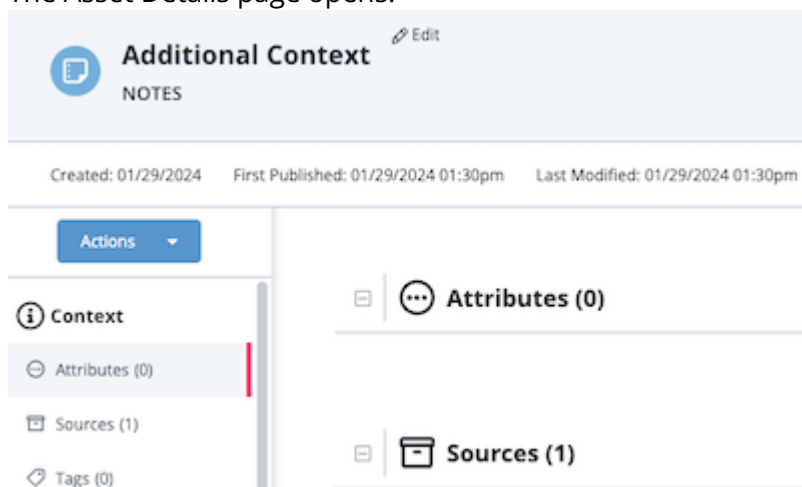 The Asset Details page opens.
Edit
Additional Context
NOTES
Created: 01/29/2024 First Published: 01/29/2024 01:30pm Last Modified: 01/29/2024 01:30pm
Actions
Context
Attributes (0)
Sources (1)
Tags (0)
Attributes (0)
Sources (1)